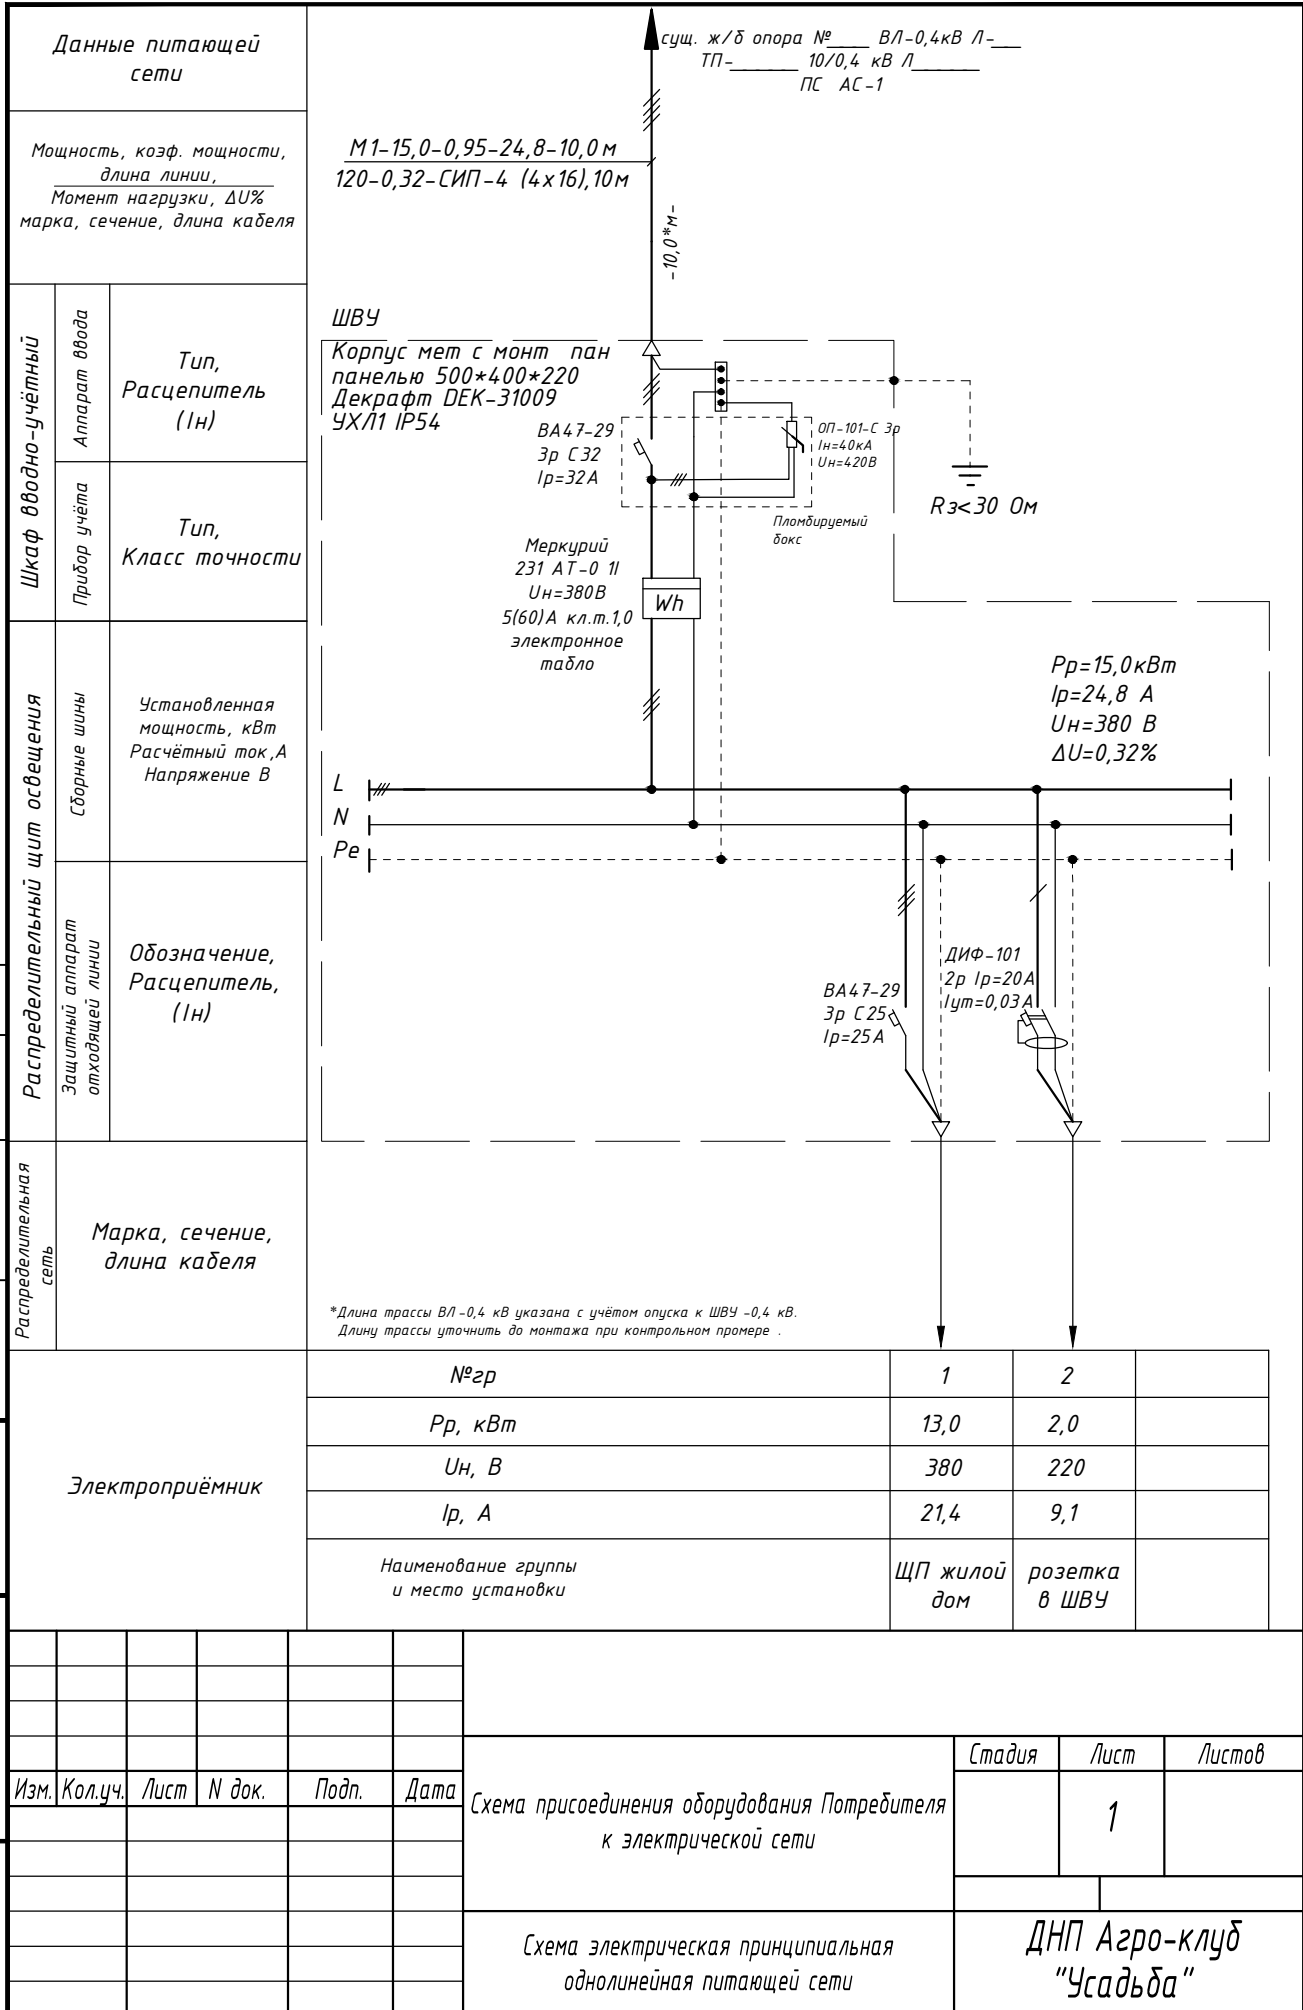 Данные питающей
сети
сущ. ж/б опора №____ ВЛ-0,4кВ Л-___
ТП-_______ 10/0,4 кВ Л_______
ПС АС-1
Мощность, коэф. мощности,
длина линии,
Момент нагрузки, ΔU%
марка, сечение, длина кабеля
М1-15,0-0,95-24,8-10,0м
120-0,32-СИП-4 (4х16),10м
-10,0*м-
Шкаф вводно-учётный
Аппарат ввода
Тип,
Расцепитель
(Iн)
Прибор учёта
Тип,
Класс точности
ШВУ
Корпус мет с монт пан
панелью 500*400*220
Декрафт DEK-31009
УХЛ1 IP54
ВА47-29
3р С32
Iр=32А
ОП-101-С 3р
Iн=40кА
Uн=420В
Пломбируемый
бокс
Rз<30 Ом
Меркурий
231 АТ-0 1I
Uн=380В
5(60)А кл.т.1,0
электронное
табло
Wh
Распределительный щит освещения
Сборные шины
Установленная
мощность, кВт
Расчётный ток,А
Напряжение В
Рр=15,0кВт
Iр=24,8 А
Uн=380 В
ΔU=0,32%
L
N
Pe
Защитный аппарат
отходящей линии
Обозначение,
Расцепитель,
(Iн)
ВА47-29
3р С25
Iр=25А
ДИФ-101
2р Iр=20А
Iут=0,03А
Распределительная
сеть
Марка, сечение,
длина кабеля
*Длина трассы ВЛ-0,4 кВ указана с учётом опуска к ШВУ -0,4 кВ.
Длину трассы уточнить до монтажа при контрольном промере .
Электроприёмник
№гр 1 2
Рр, кВт 13,0 2,0
Uн, В 380 220
Iр, А 21,4 9,1
Наименование группы
и место установки
ЩП жилой
дом
розетка
в ШВУ
Изм. Кол.уч. Лист N док. Подп. Дата
Схема присоединения оборудования Потребителя
к электрической сети
Стадия Лист Листов
1
Схема электрическая принципиальная
однолинейная питающей сети
ДНП Агро-клуб
"Усадьба"